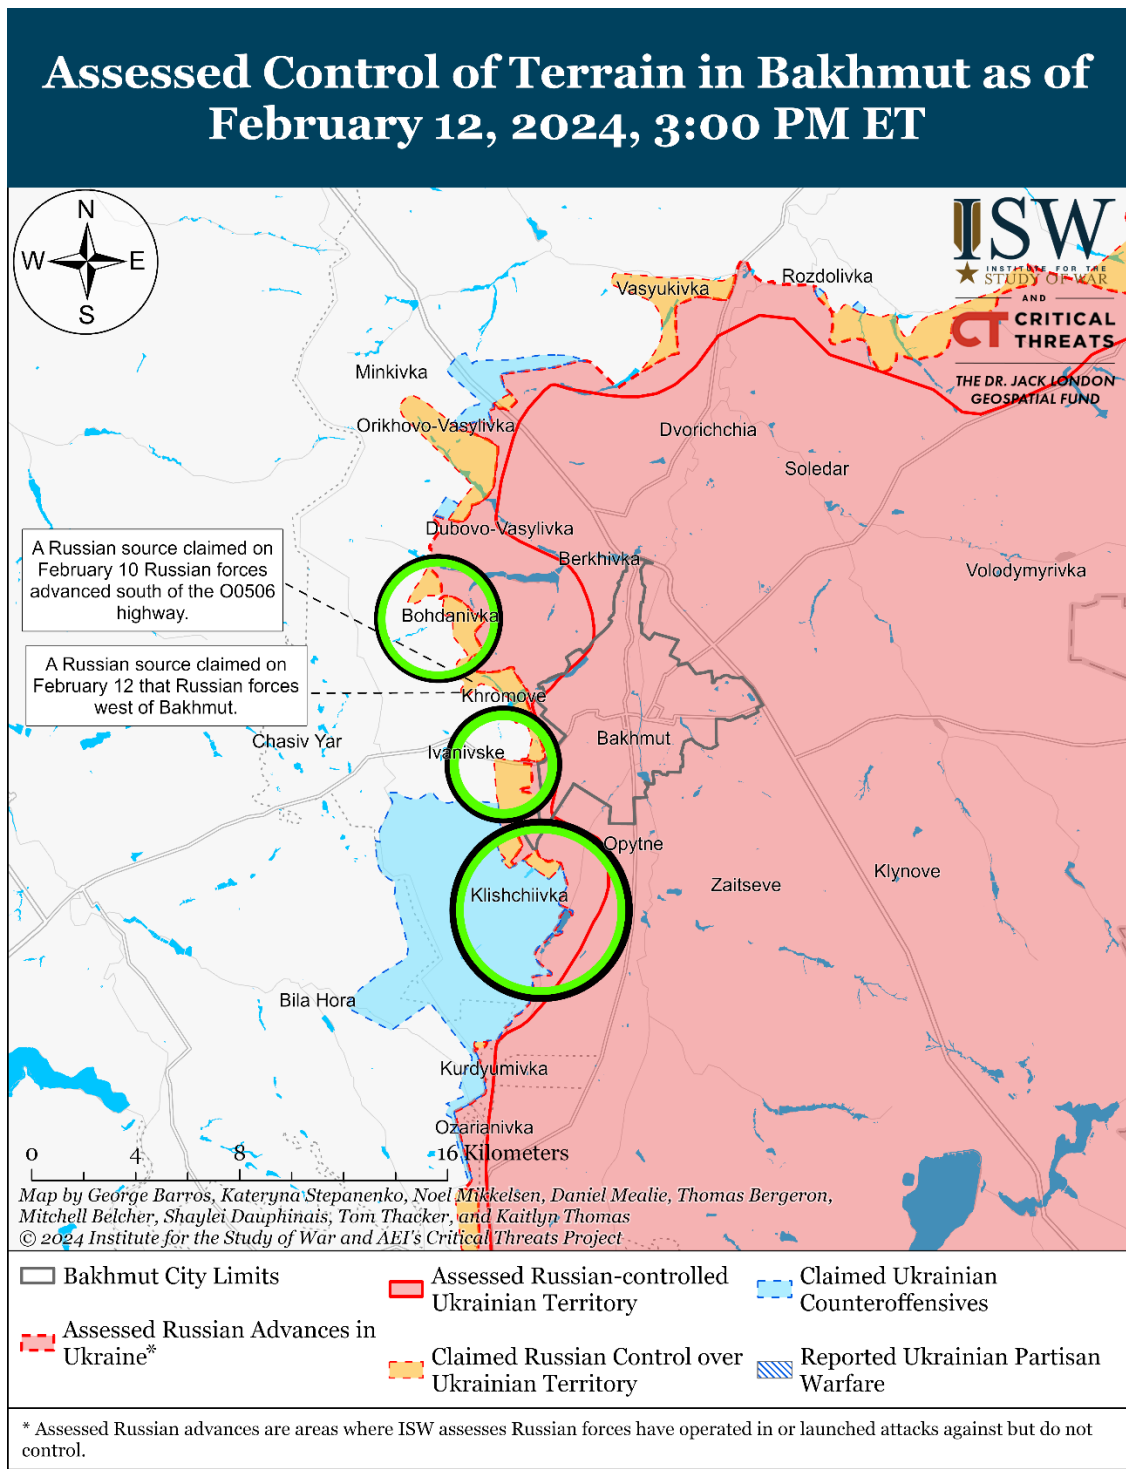 Assessed Control of Terrain in Bakhmut as of
February 12, 2024, 3:00 PM ET
N
W
E
S
ISW
INSTITUTE FOR THE
STUDY OF WAR
AND
CT CRITICAL
THREATS
THE DR. JACK LONDON
GEOSPATIAL FUND
Vasyukivka
Rozdolivka
Minkivka
Orikhovo-Vasylivka
Dvorichchia
Soledar
Dubovo-Vasylivka
Berkhivka
Volodymyrivka
A Russian source claimed on
February 10 Russian forces
advanced south of the O0506
highway.
Bohdanivka
A Russian source claimed on
February 12 that Russian forces
west of Bakhmut.
Khromove
Chasiv Yar
Ivanivske
Bakhmut
Opytne
Klynove
Zaitseve
Klishchiivka
Bila Hora
Kurdyumivka
Ozarianivka
0
4
8
16 Kilometers
Map by George Barros, Kateryna Stepanenko, Noel Mikkelsen, Daniel Mealie, Thomas Bergeron,
Mitchell Belcher, Shaylei Dauphinais, Tom Thacker, and Kaitlyn Thomas
© 2024 Institute for the Study of War and AEI's Critical Threats Project
Bakhmut City Limits
Assessed Russian Advances in
Ukraine*
Assessed Russian-controlled
Ukrainian Territory
Claimed Russian Control over
Ukrainian Territory
Claimed Ukrainian
Counteroffensives
Reported Ukrainian Partisan
Warfare
* Assessed Russian advances are areas where ISW assesses Russian forces have operated in or launched attacks against but do not
control.